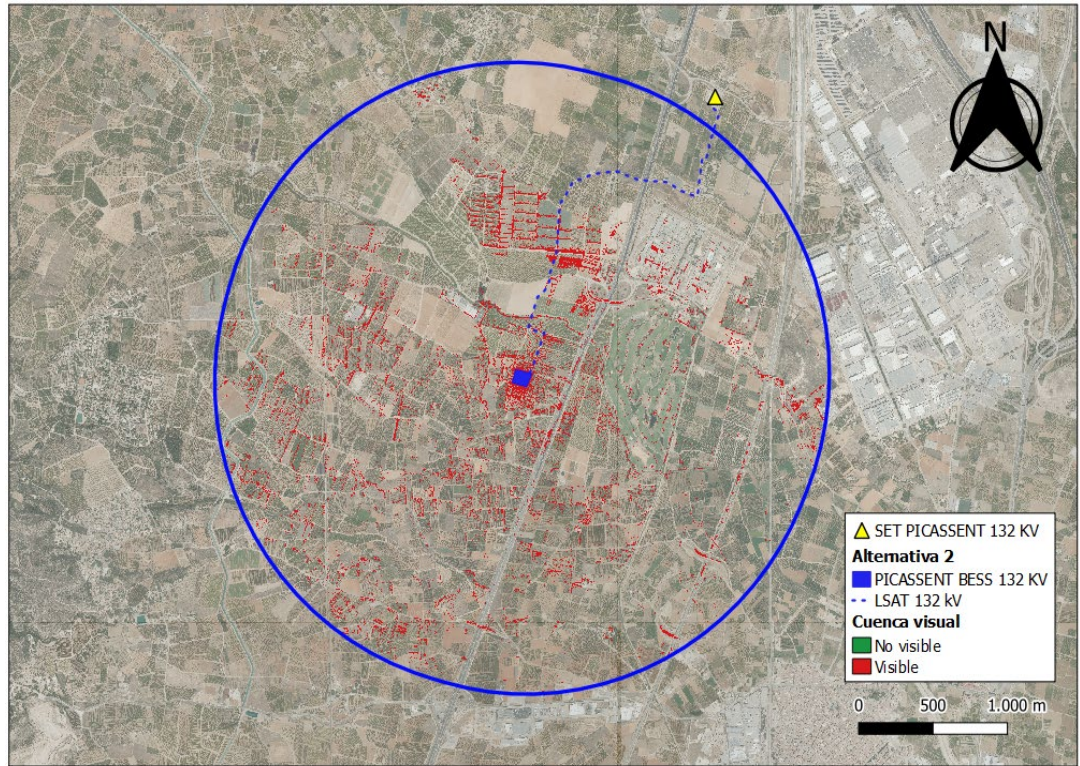 N
SET PICASSENT 132 KV
Alternativa 2
PICASSENT BESS 132 KV
LSAT 132 kV
Cuenca visual
No visible
Visible
0 500 1.000 m